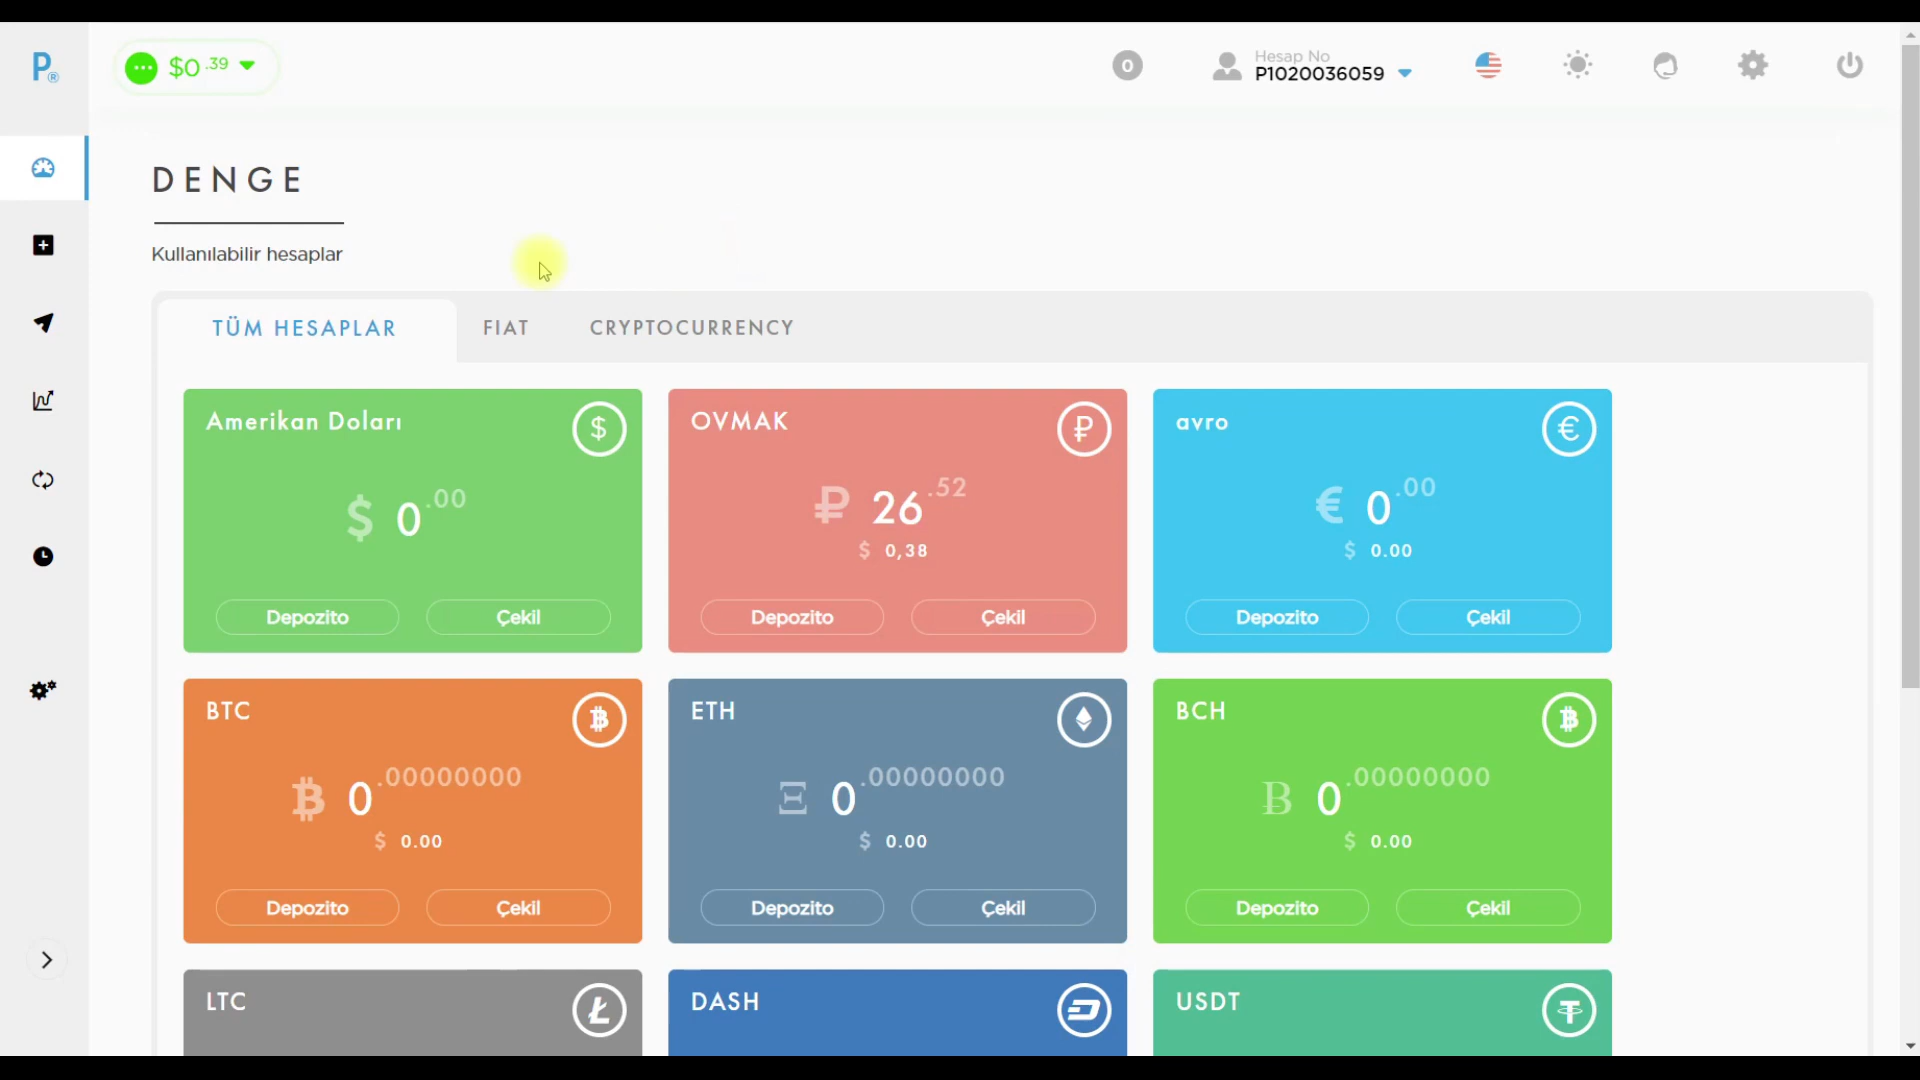 P®
$0 .39
0
Hesap No
P1020036059
DENGE
Kullanılabilir hesaplar
TÜM HESAPLAR
FIAT
CRYPTOCURRENCY
Amerikan Doları
$
$ 0 .00
Depozito
Çekil
OVMAK
₽
₽ 26 .52
$ 0,38
Depozito
Çekil
avro
€
€ 0 .00
$ 0.00
Depozito
Çekil
BTC
₿ 0 .00000000
$ 0.00
Depozito
Çekil
ETH
Ξ 0 .00000000
$ 0.00
Depozito
Çekil
BCH
Ƀ 0 .00000000
$ 0.00
Depozito
Çekil
LTC
DASH
USDT